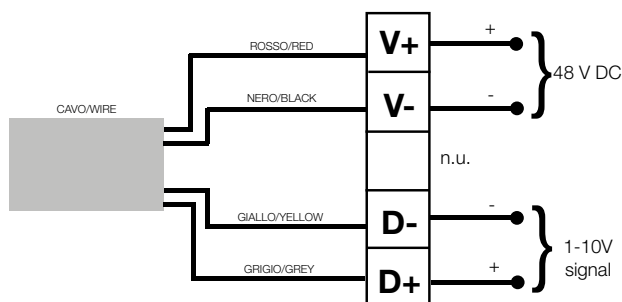 ROSSO/RED
V+
+
48 V DC
CAVO/WIRE
NERO/BLACK
V-
-
n.u.
GIALLO/YELLOW
D-
-
1-10V
signal
GRIGIO/GREY
D+
+